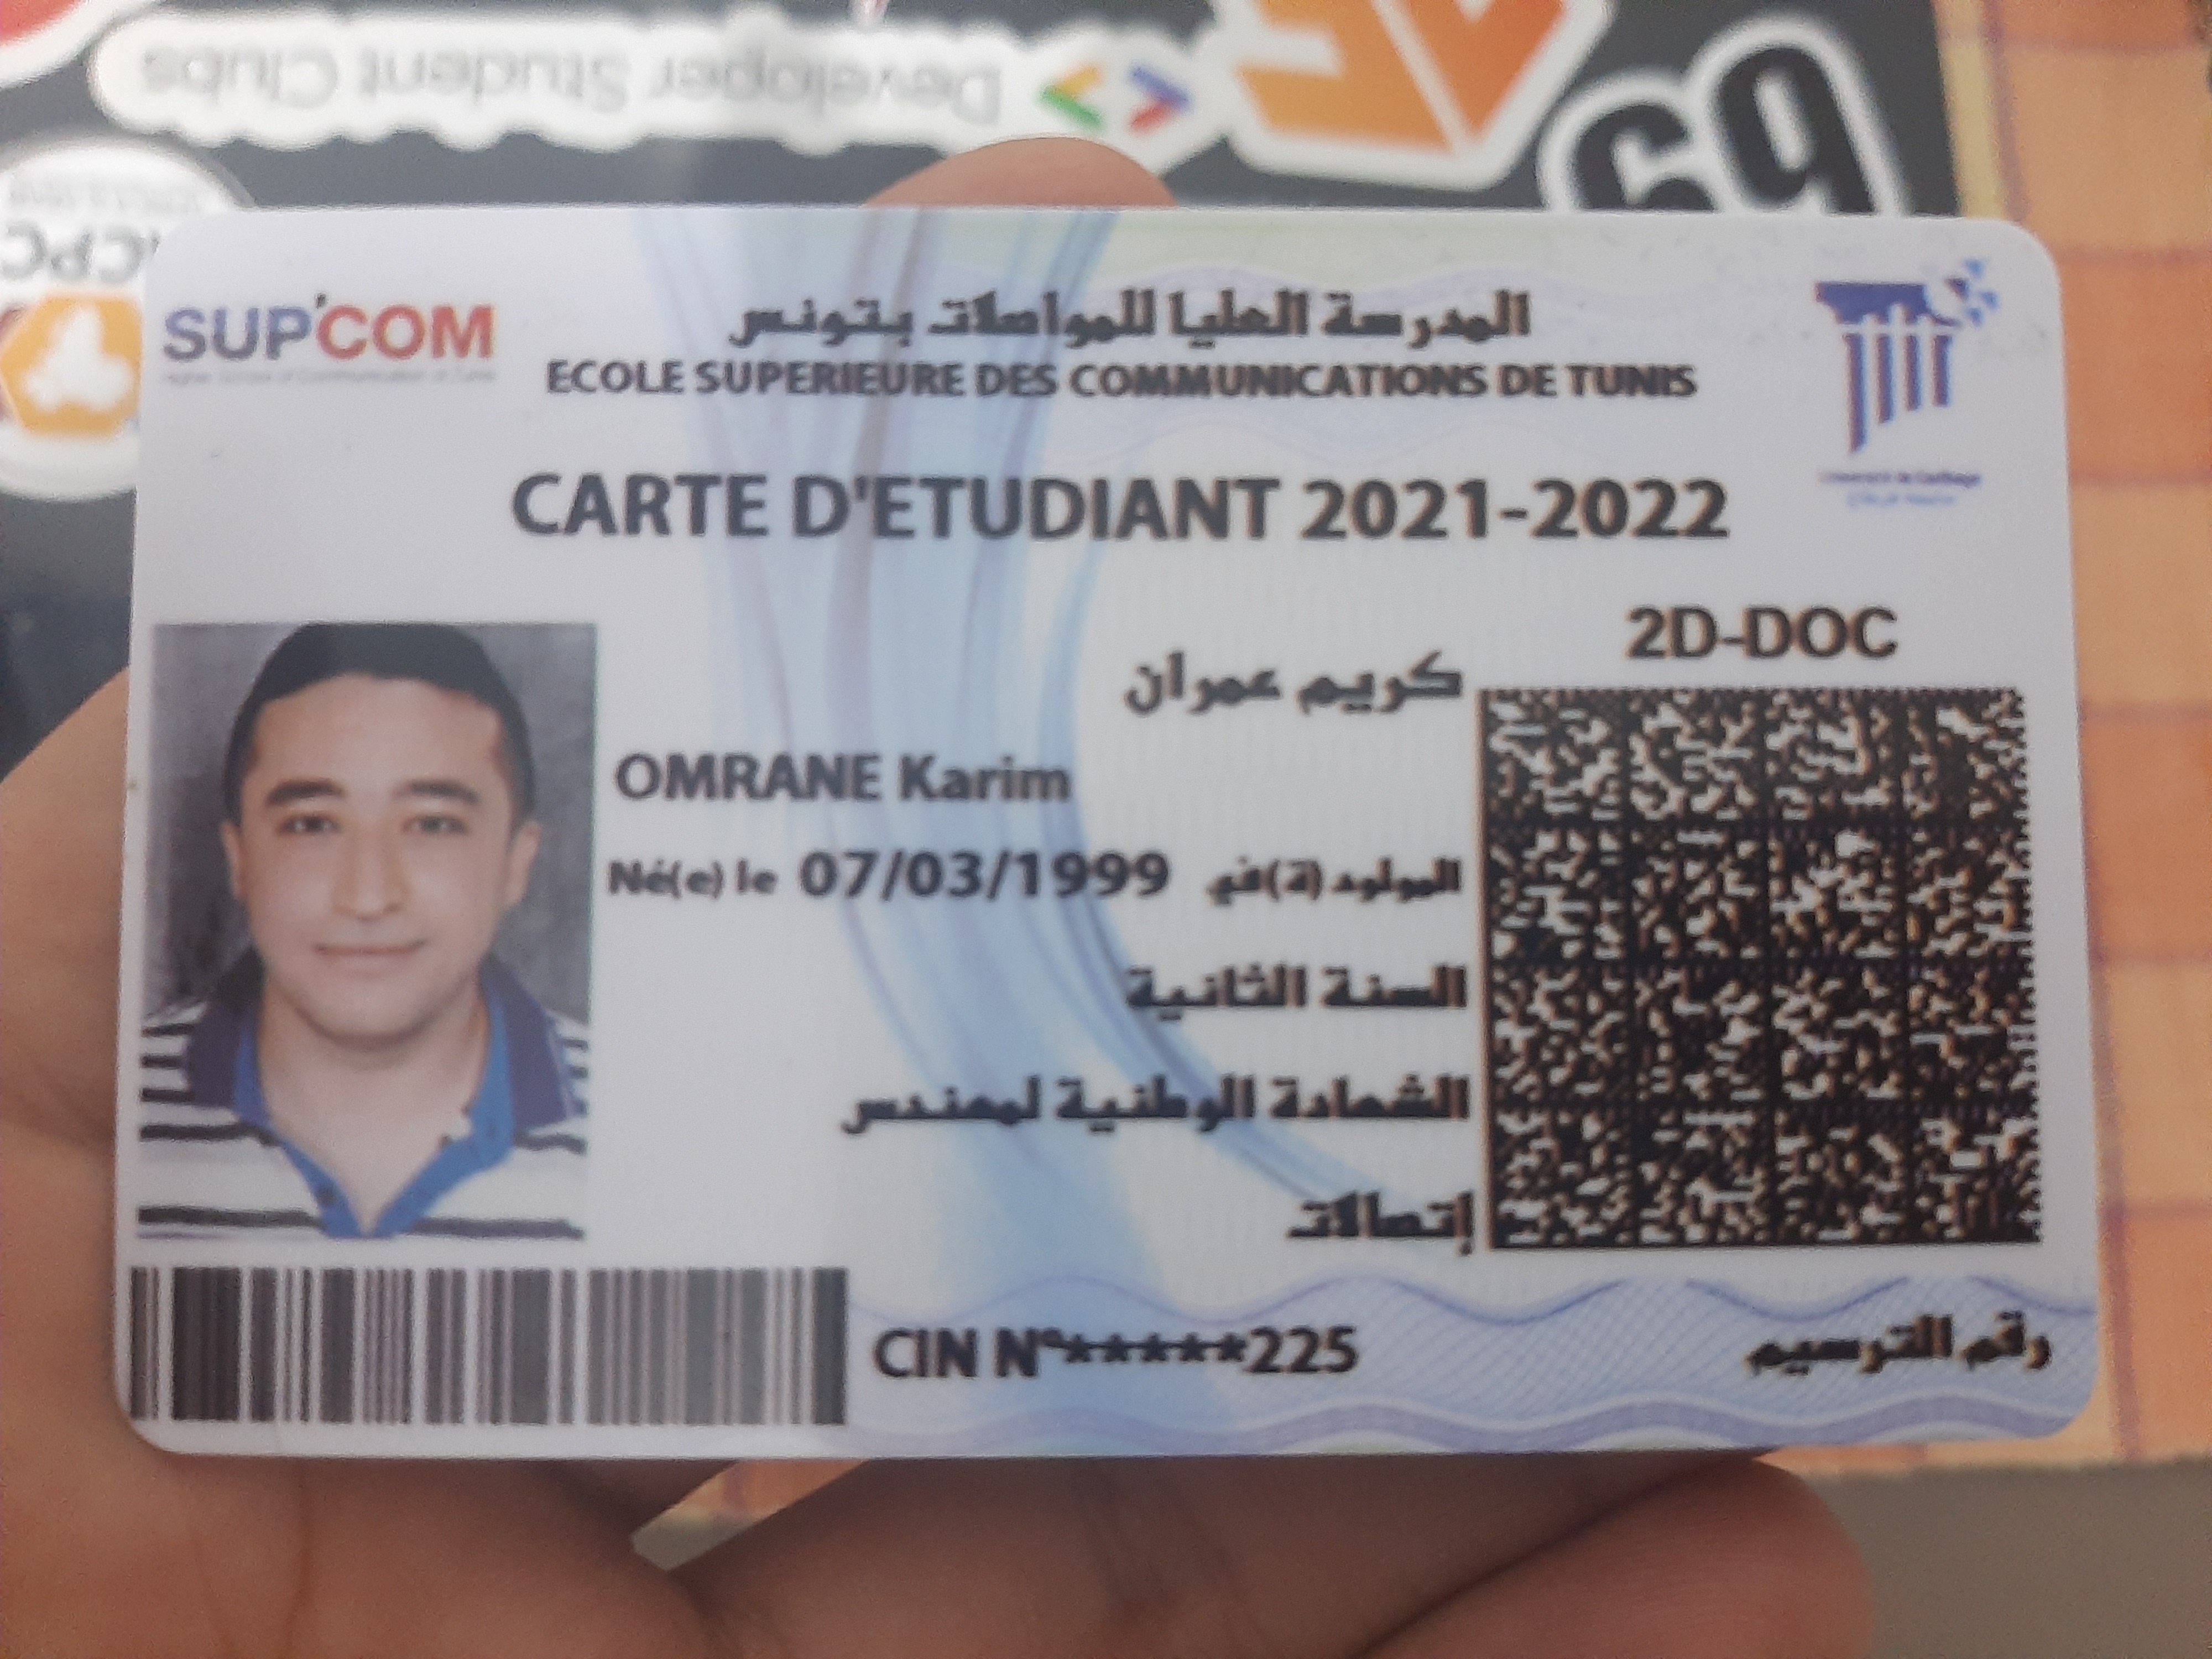 المدرسة العليا للمواصلات بتونس
SUP'COM
ECOLE SUPERIEURE DES COMMUNICATIONS DE TUNIS
CARTE D'ETUDIANT 2021-2022
2D-DOC
كريم عمران
OMRANE Karim
Né(e) le 07/03/1999 المولود(ة)في
السنة الثانية
الشهادة الوطنية لمهندس
إتصالات
CIN N°*****225
رقم الترسيم
Developer Student Clubs
CPC